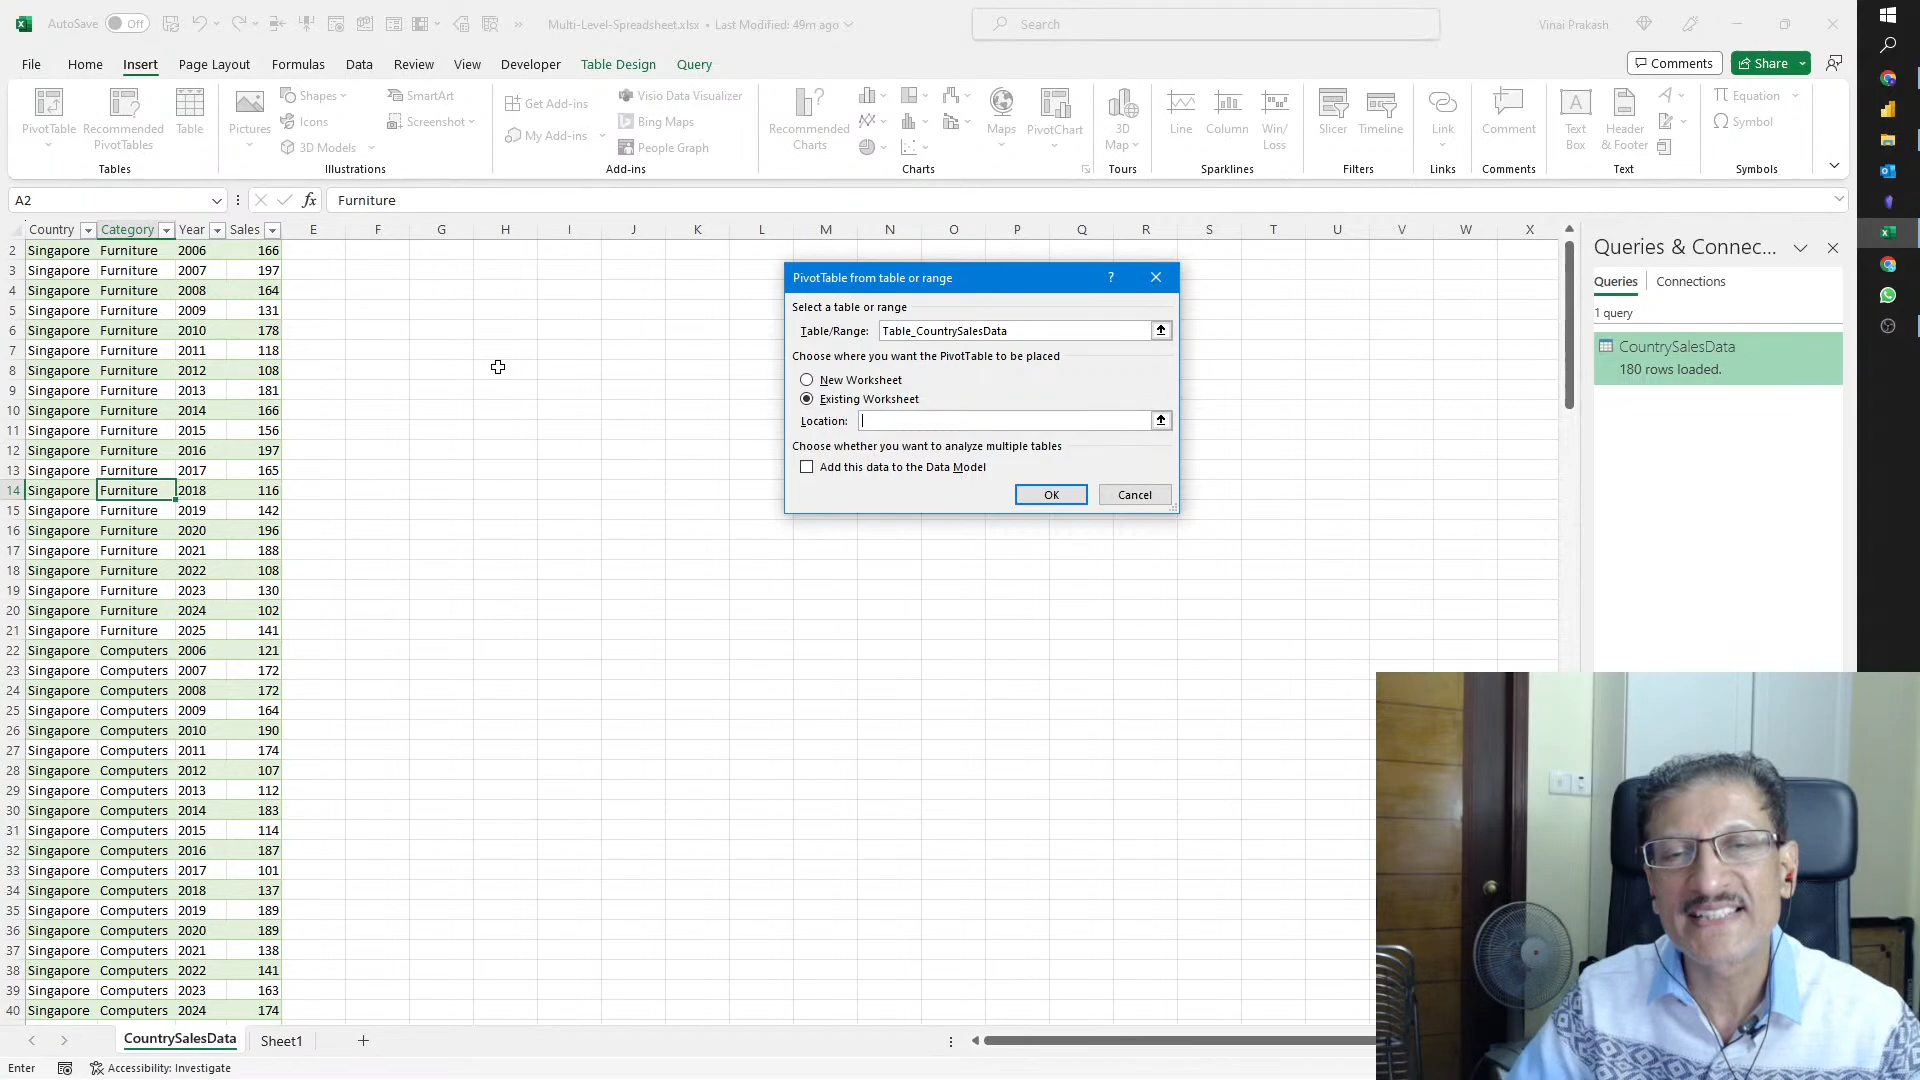 AutoSave Off Multi-Level-Spreadsheet.xlsx • Last Modified: 49m ago Search Vinai Prakash
File Home Insert Page Layout Formulas Data Review View Developer Table Design Query Comments Share
PivotTable Recommended PivotTables Table Pictures Shapes Icons 3D Models SmartArt Screenshot Get Add-ins My Add-ins Visio Data Visualizer Bing Maps People Graph Recommended Charts Maps PivotChart 3D Map Line Column Win/Loss Slicer Timeline Link Comment Text Box Header & Footer Equation Symbol
Tables Illustrations Add-ins Charts Tours Sparklines Filters Links Comments Text Symbols
A2 fx Furniture
Country Category Year Sales E F G H I J K L M N O P Q R S T U V W X
2 Singapore Furniture 2006 166
3 Singapore Furniture 2007 197
4 Singapore Furniture 2008 164
5 Singapore Furniture 2009 131
6 Singapore Furniture 2010 178
7 Singapore Furniture 2011 118
8 Singapore Furniture 2012 108
9 Singapore Furniture 2013 181
10 Singapore Furniture 2014 166
11 Singapore Furniture 2015 156
12 Singapore Furniture 2016 197
13 Singapore Furniture 2017 165
14 Singapore Furniture 2018 116
15 Singapore Furniture 2019 142
16 Singapore Furniture 2020 196
17 Singapore Furniture 2021 188
18 Singapore Furniture 2022 108
19 Singapore Furniture 2023 130
20 Singapore Furniture 2024 102
21 Singapore Furniture 2025 141
22 Singapore Computers 2006 121
23 Singapore Computers 2007 172
24 Singapore Computers 2008 172
25 Singapore Computers 2009 164
26 Singapore Computers 2010 190
27 Singapore Computers 2011 174
28 Singapore Computers 2012 107
29 Singapore Computers 2013 112
30 Singapore Computers 2014 183
31 Singapore Computers 2015 114
32 Singapore Computers 2016 187
33 Singapore Computers 2017 101
34 Singapore Computers 2018 137
35 Singapore Computers 2019 189
36 Singapore Computers 2020 189
37 Singapore Computers 2021 138
38 Singapore Computers 2022 141
39 Singapore Computers 2023 163
40 Singapore Computers 2024 174
PivotTable from table or range ?
Select a table or range
Table/Range: Table_CountrySalesData
Choose where you want the PivotTable to be placed
New Worksheet
Existing Worksheet
Location:
Choose whether you want to analyze multiple tables
Add this data to the Data Model
OK Cancel
Queries & Connec...
Queries Connections
1 query
CountrySalesData
180 rows loaded.
CountrySalesData Sheet1
Enter Accessibility: Investigate